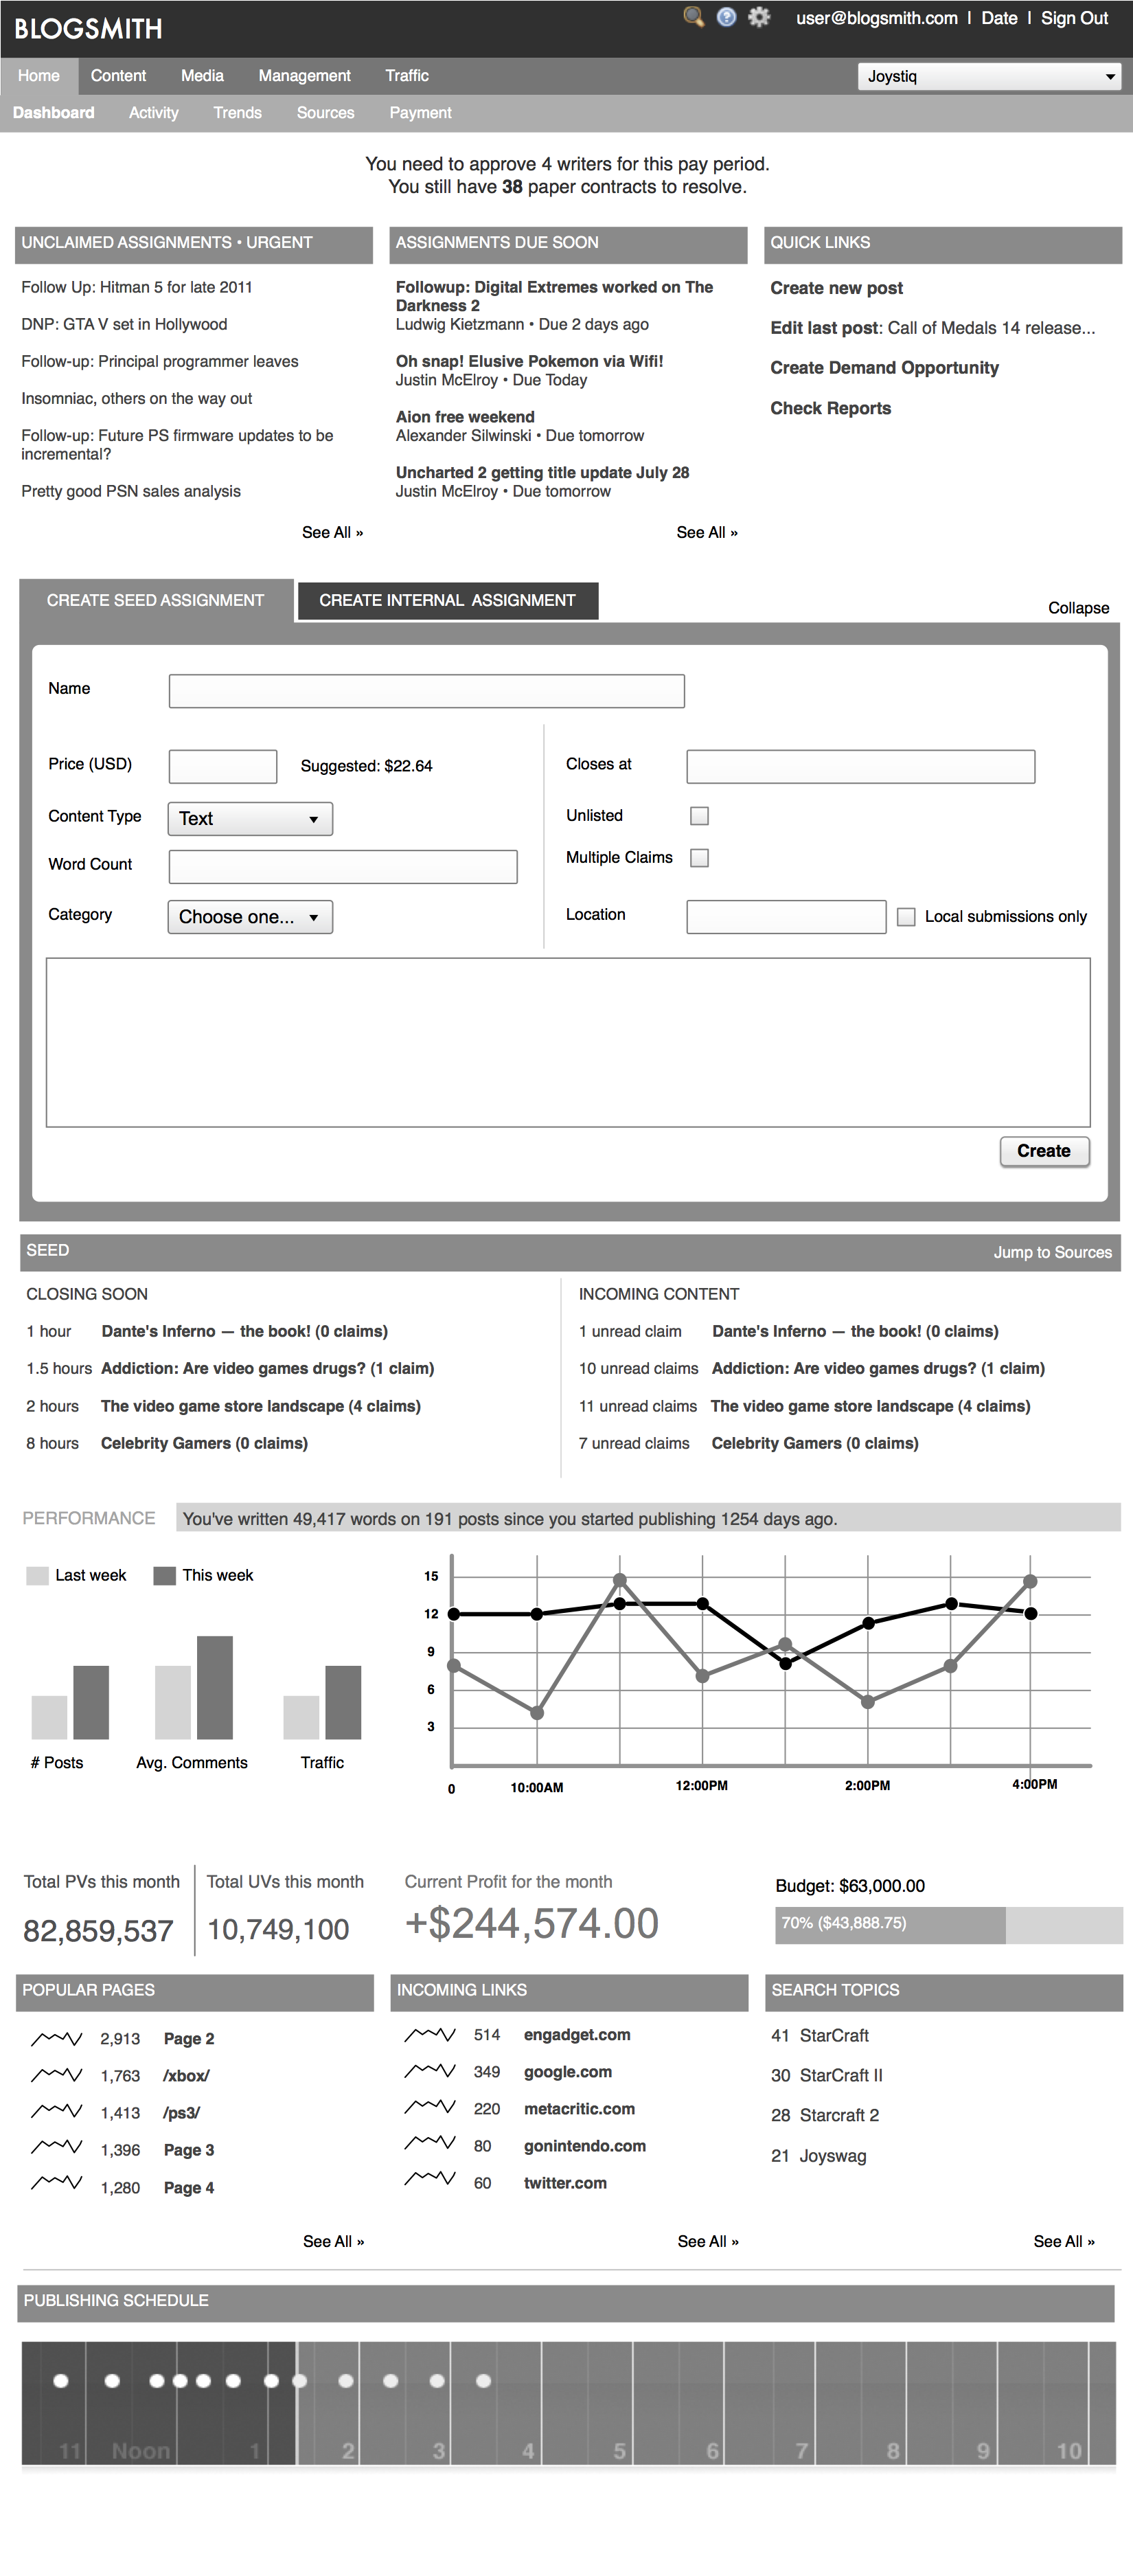 BLOGSMITH
user@blogsmith.com | Date | Sign Out
Home Content Media Management Traffic
Joystiq
Dashboard Activity Trends Sources Payment
You need to approve 4 writers for this pay period.
You still have 38 paper contracts to resolve.
UNCLAIMED ASSIGNMENTS • URGENT
Follow Up: Hitman 5 for late 2011
DNP: GTA V set in Hollywood
Follow-up: Principal programmer leaves
Insomniac, others on the way out
Follow-up: Future PS firmware updates to be
incremental?
Pretty good PSN sales analysis
See All »
ASSIGNMENTS DUE SOON
Followup: Digital Extremes worked on The
Darkness 2
Ludwig Kietzmann • Due 2 days ago
Oh snap! Elusive Pokemon via Wifi!
Justin McElroy • Due Today
Aion free weekend
Alexander Silwinski • Due tomorrow
Uncharted 2 getting title update July 28
Justin McElroy • Due tomorrow
See All »
QUICK LINKS
Create new post
Edit last post: Call of Medals 14 release...
Create Demand Opportunity
Check Reports
CREATE SEED ASSIGNMENT
CREATE INTERNAL ASSIGNMENT
Collapse
Name
Price (USD)
Suggested: $22.64
Content Type
Text
Word Count
Category
Choose one...
Closes at
Unlisted
Multiple Claims
Location
Local submissions only
Create
SEED
Jump to Sources
CLOSING SOON
1 hour Dante's Inferno — the book! (0 claims)
1.5 hours Addiction: Are video games drugs? (1 claim)
2 hours The video game store landscape (4 claims)
8 hours Celebrity Gamers (0 claims)
INCOMING CONTENT
1 unread claim Dante's Inferno — the book! (0 claims)
10 unread claims Addiction: Are video games drugs? (1 claim)
11 unread claims The video game store landscape (4 claims)
7 unread claims Celebrity Gamers (0 claims)
PERFORMANCE
You've written 49,417 words on 191 posts since you started publishing 1254 days ago.
Last week This week
# Posts Avg. Comments Traffic
15
12
9
6
3
0 10:00AM 12:00PM 2:00PM 4:00PM
Total PVs this month
82,859,537
Total UVs this month
10,749,100
Current Profit for the month
+$244,574.00
Budget: $63,000.00
70% ($43,888.75)
POPULAR PAGES
2,913 Page 2
1,763 /xbox/
1,413 /ps3/
1,396 Page 3
1,280 Page 4
See All »
INCOMING LINKS
514 engadget.com
349 google.com
220 metacritic.com
80 gonintendo.com
60 twitter.com
See All »
SEARCH TOPICS
41 StarCraft
30 StarCraft II
28 Starcraft 2
21 Joyswag
See All »
PUBLISHING SCHEDULE
11 Noon 1 2 3 4 5 6 7 8 9 10